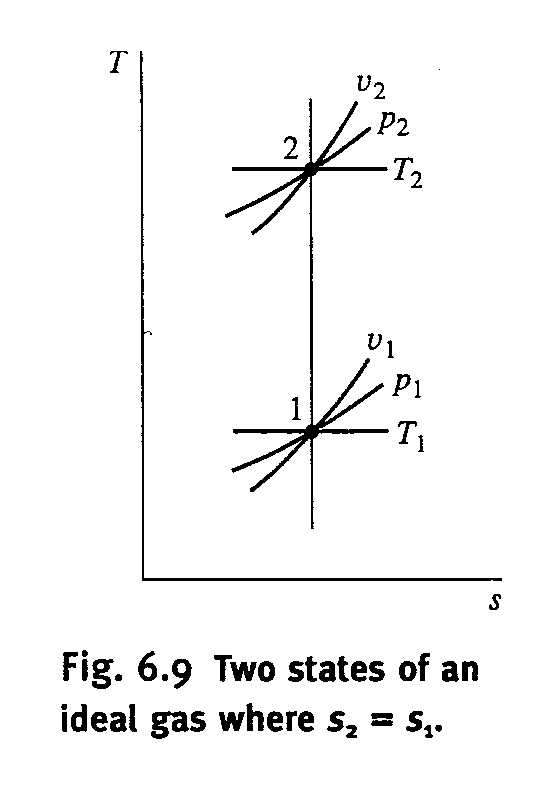 T
v₂
p₂
2
T₂
v₁
p₁
1
T₁
s
Fig. 6.9 Two states of an
ideal gas where s₂ = s₁.